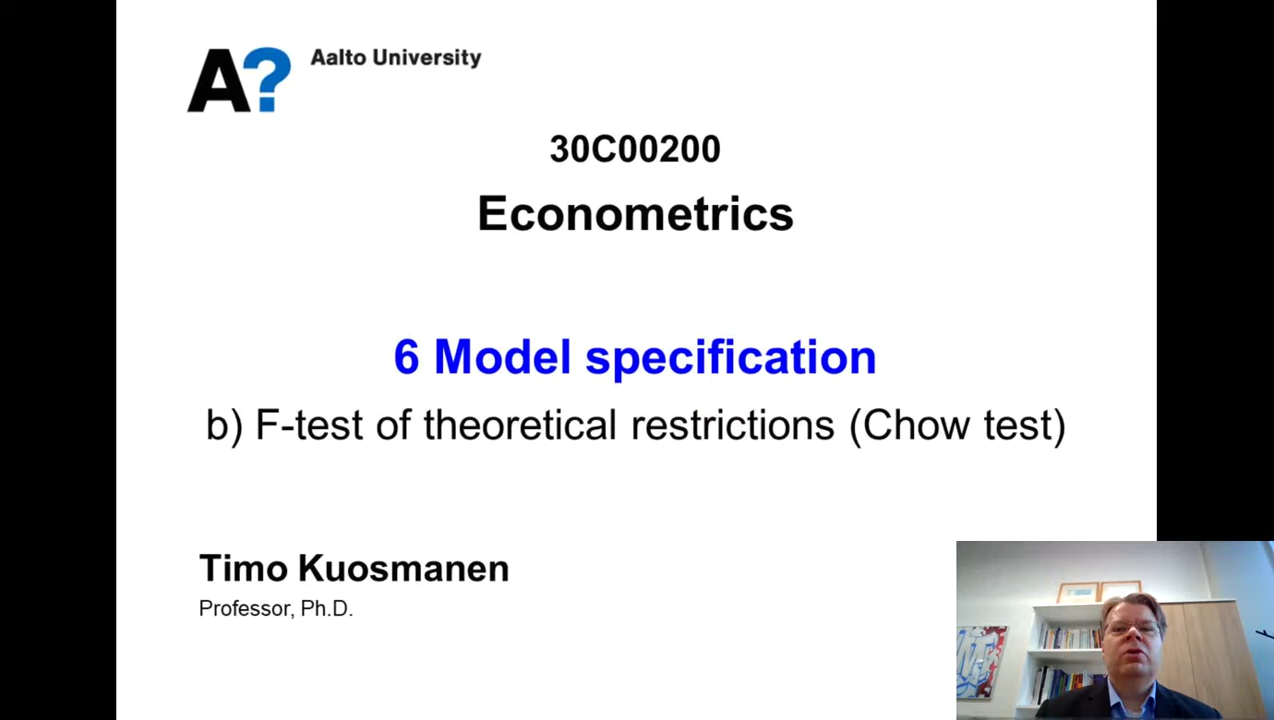 A? Aalto University
30C00200
Econometrics
6 Model specification
b) F-test of theoretical restrictions (Chow test)
Timo Kuosmanen
Professor, Ph.D.